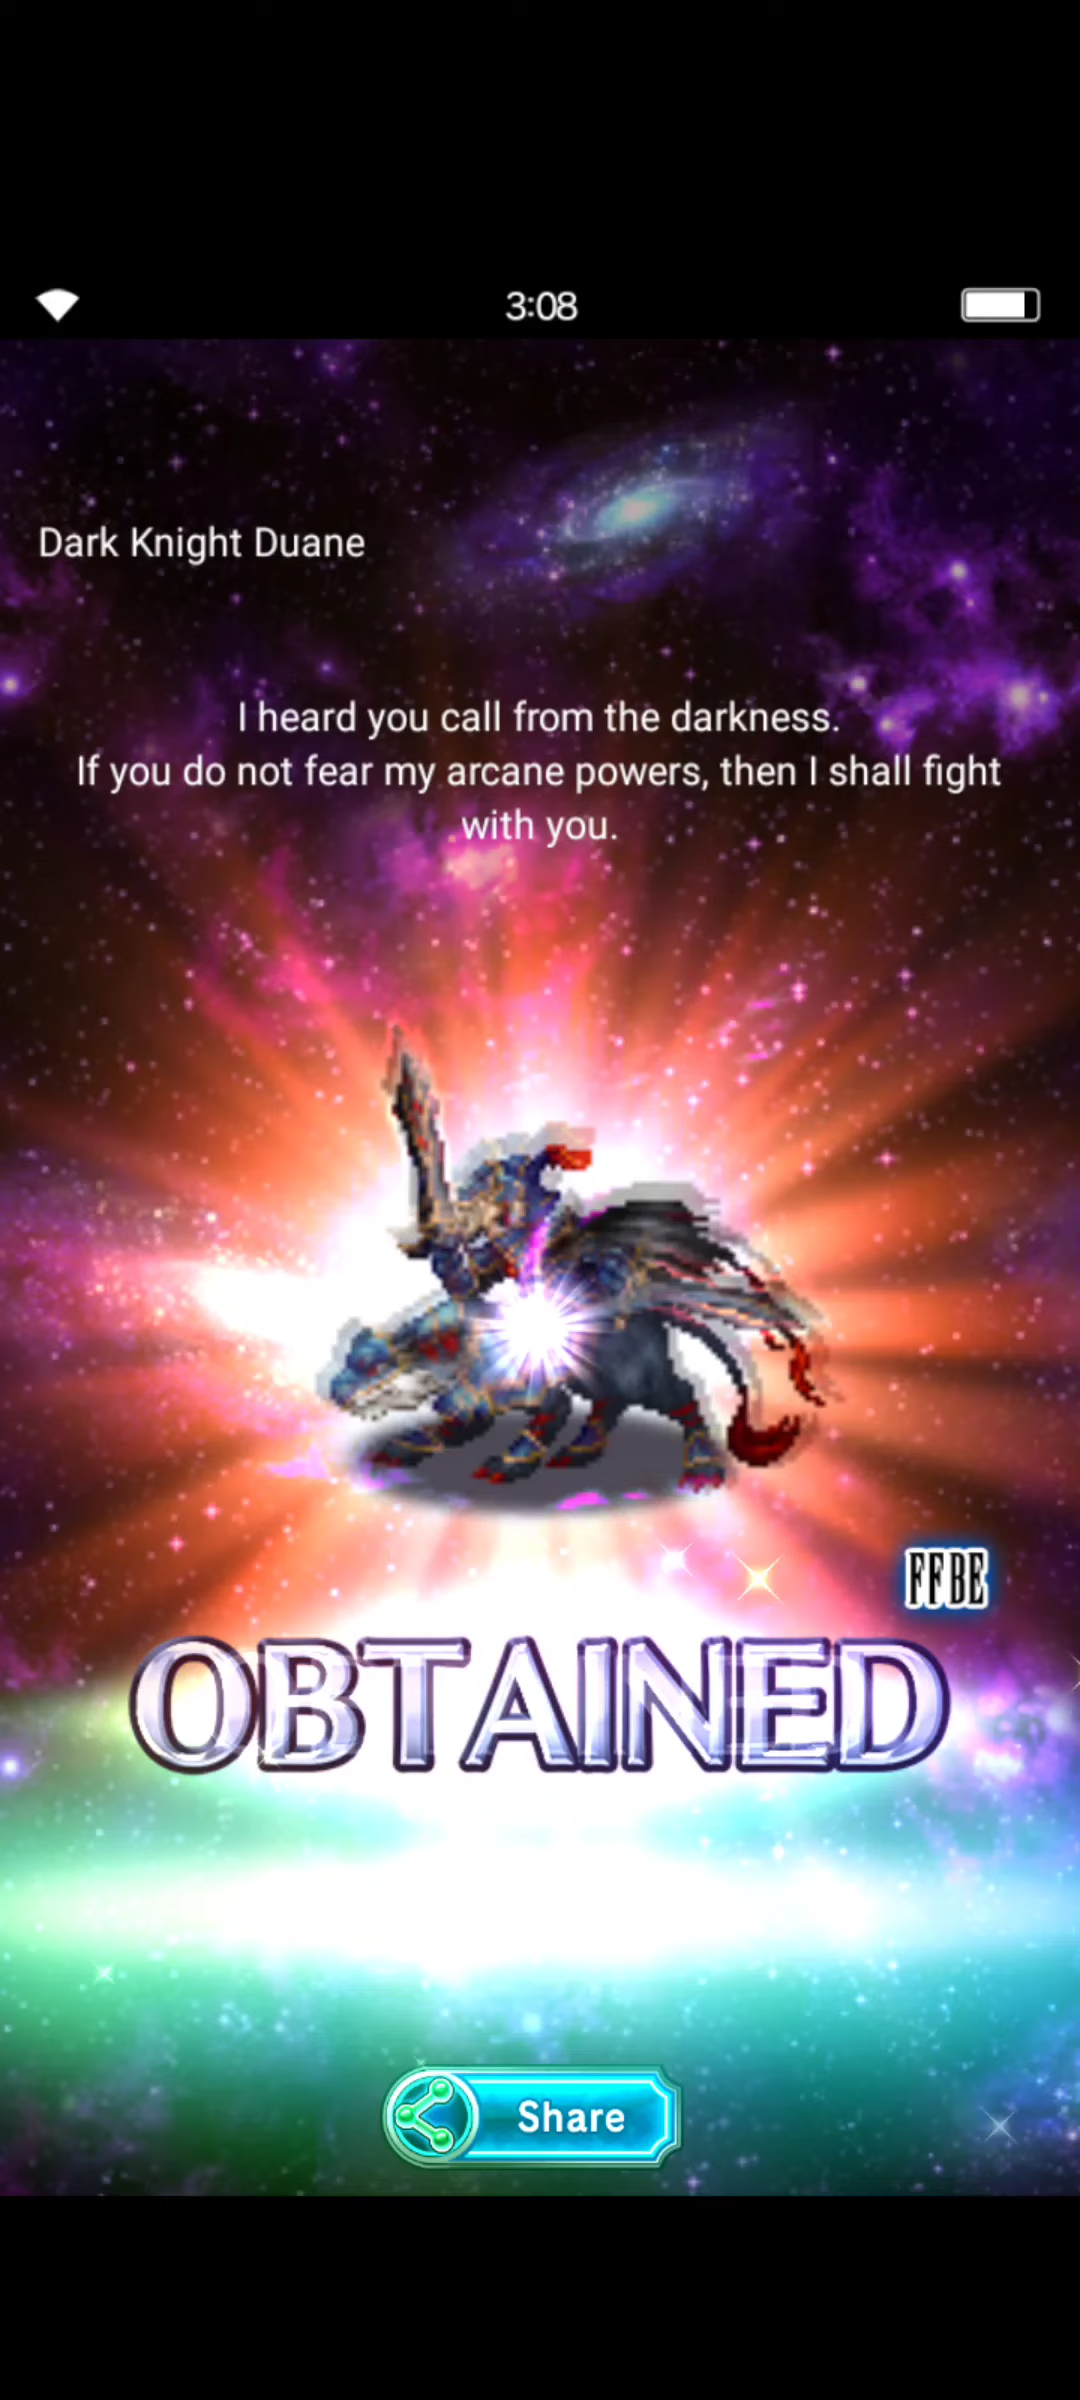 3:08
Dark Knight Duane
I heard you call from the darkness.
If you do not fear my arcane powers, then I shall fight
with you.
FFBE
OBTAINED
Share